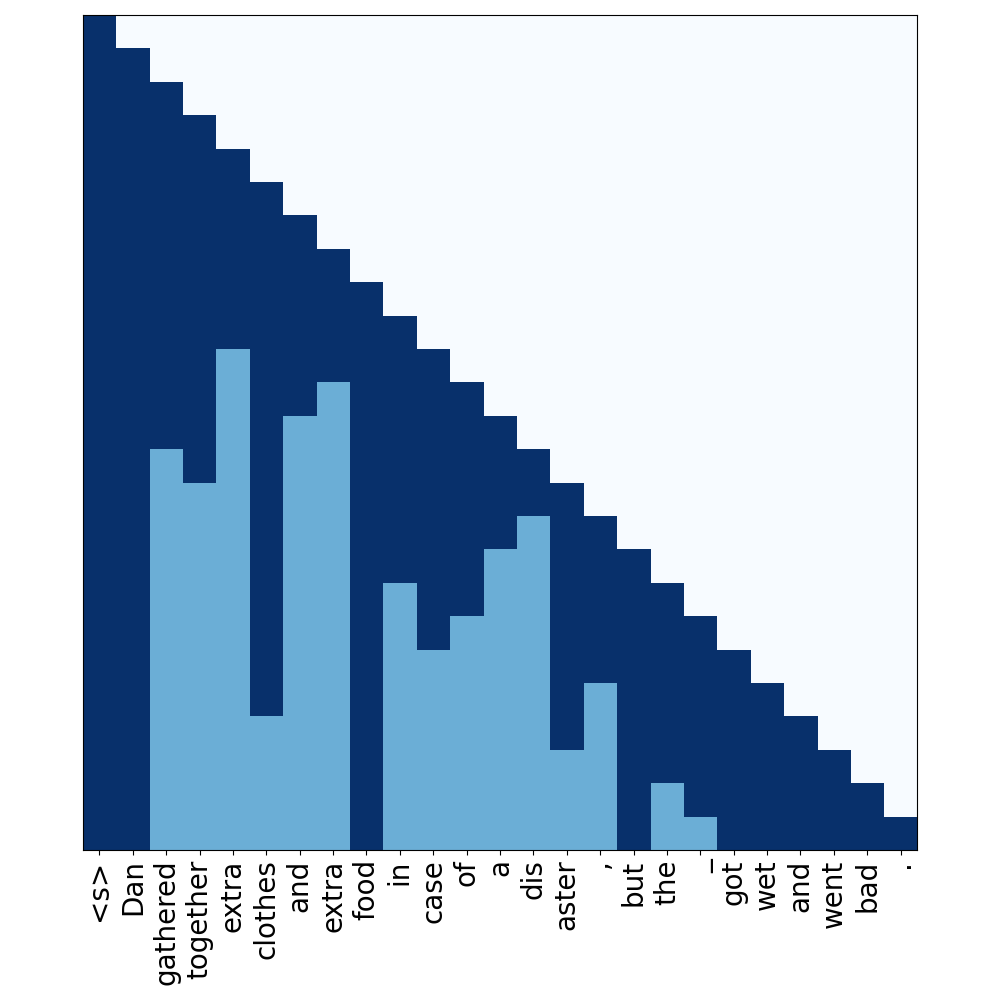 <s>
Dan
gathered
together
extra
clothes
and
extra
food
in
case
of
a
dis
aster
,
but
the
_
got
wet
and
went
bad
.